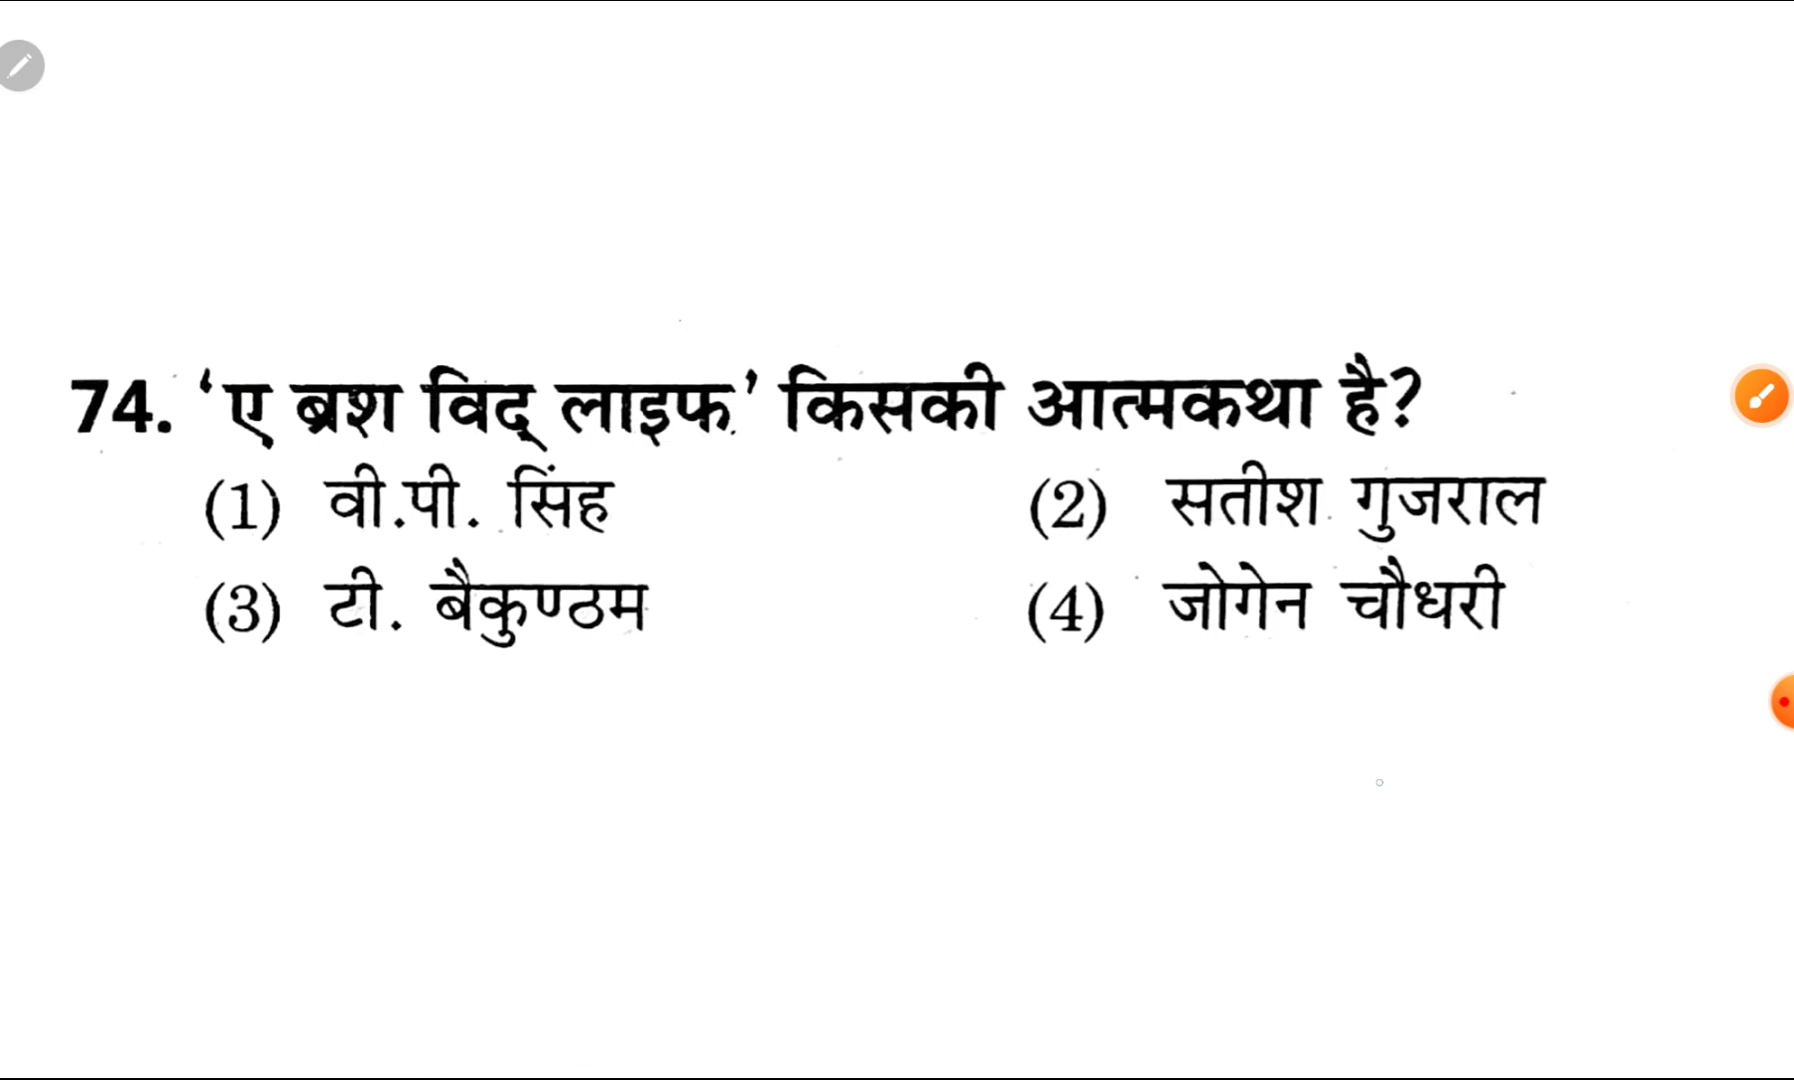 74. ‘ए ब्रश विद् लाइफ’ किसकी आत्मकथा है?
(1) वी.पी. सिंह (2) सतीश गुजराल
(3) टी. बैकुण्ठम (4) जोगेन चौधरी